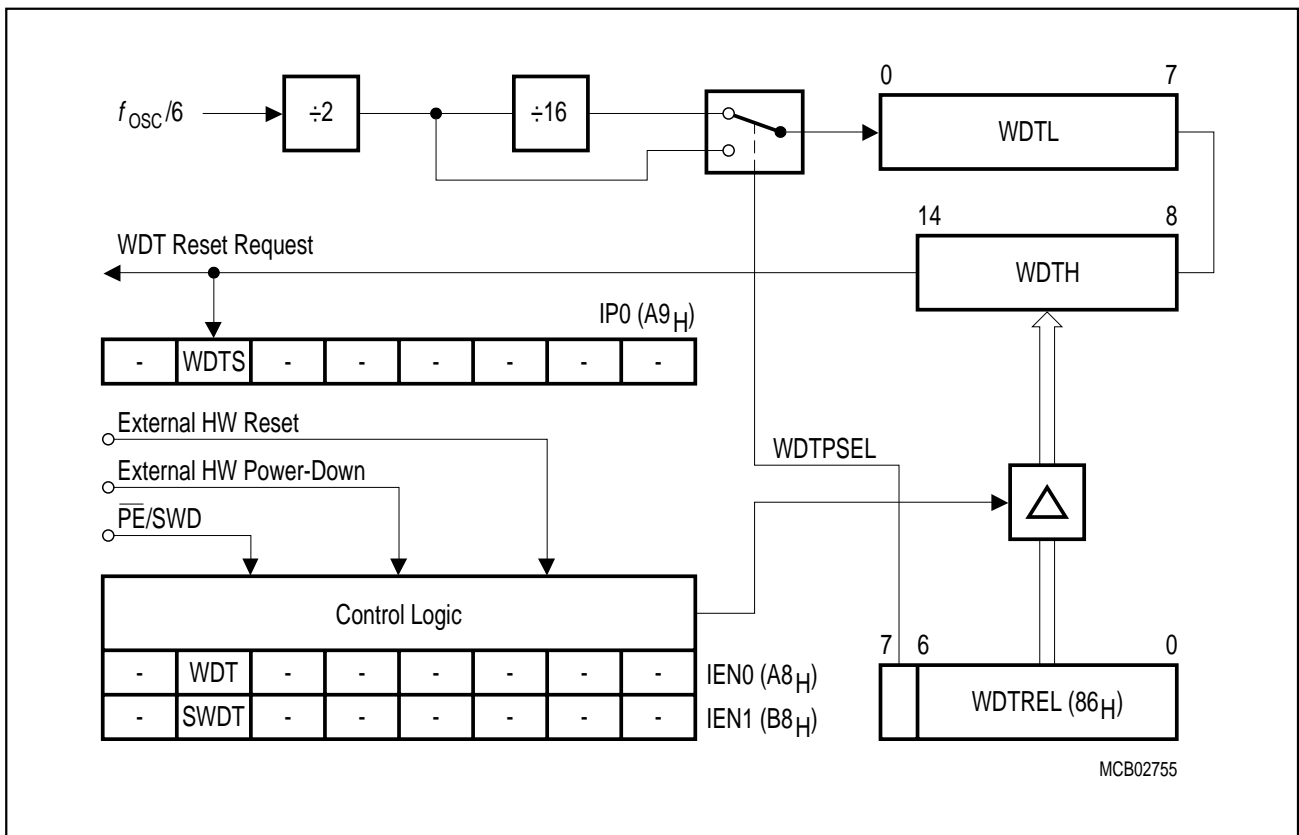 fOSC/6
÷2
÷16
0 7
WDTL
14 8
WDTH
WDT Reset Request
IP0 (A9H)
- WDTS - - - - - -
External HW Reset
External HW Power-Down
PE/SWD
WDTPSEL
Control Logic
- WDT - - - - - - IEN0 (A8H)
- SWDT - - - - - - IEN1 (B8H)
7 6 0
WDTREL (86H)
MCB02755